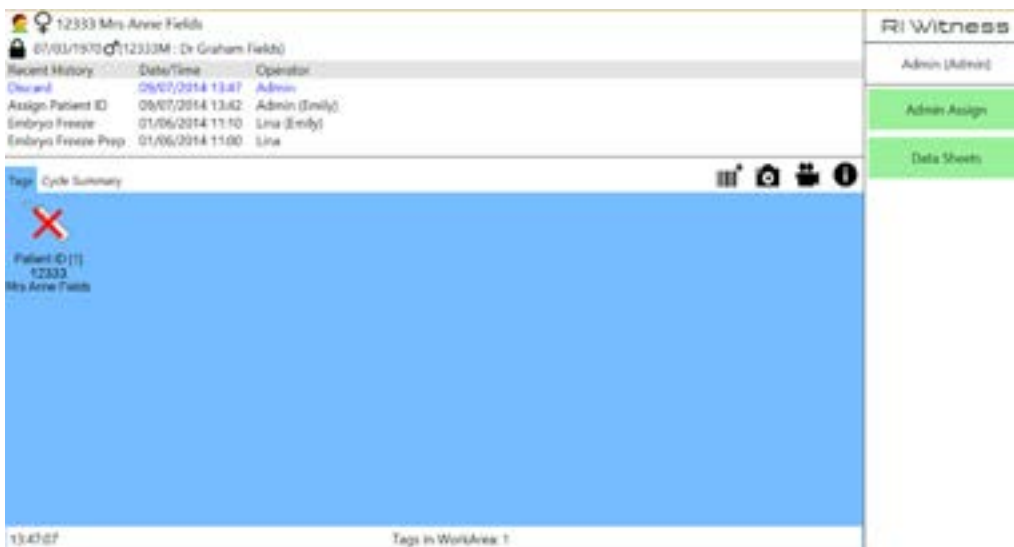 12333 Mrs Anne Fields
RI Witness
07/03/1970 (12333M : Dr Graham Fields)
Admin (Admin)
Recent History Date/Time Operator
Discard 09/07/2014 13:47 Admin
Assign Patient ID 09/07/2014 13:42 Admin (Emily)
Embryo Freeze 01/06/2014 11:10 Lina (Emily)
Embryo Freeze Prep 01/06/2014 11:00 Lina
Admin Assign
Data Sheets
Tags Cycle Summary
Patient ID [1]
12333
Mrs Anne Fields
13:47:07 Tags in WorkArea: 1